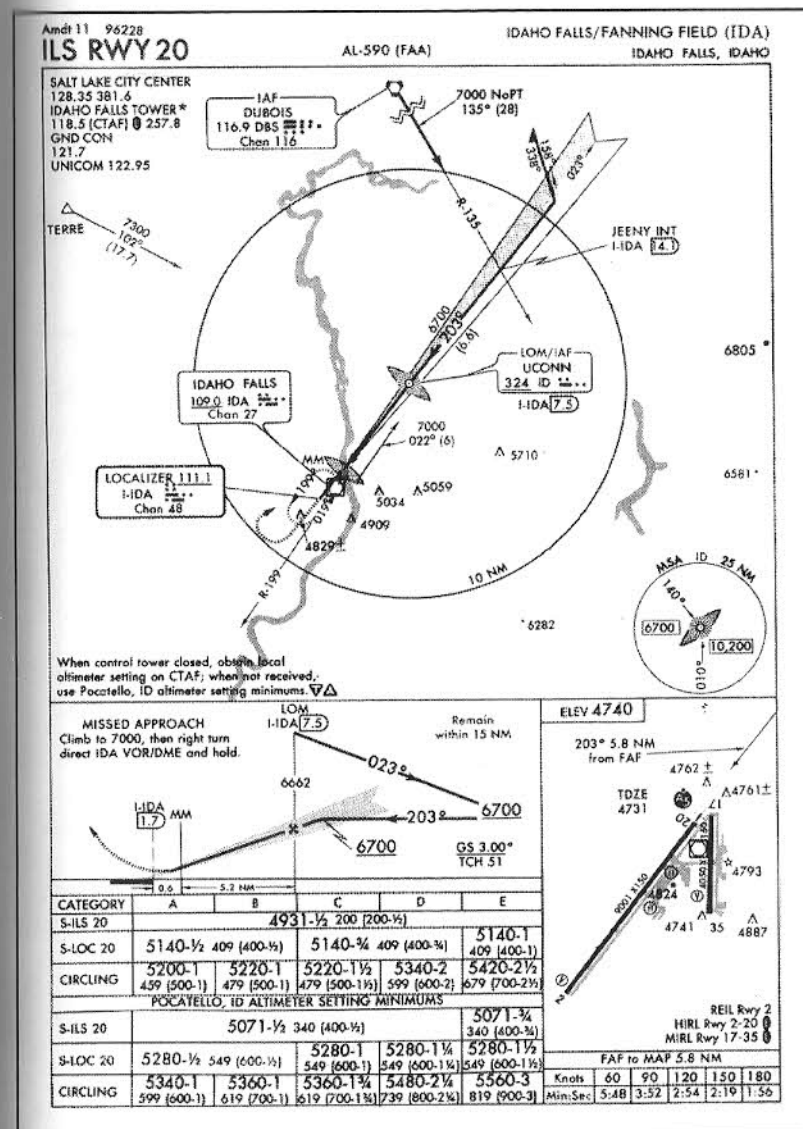 Amdt 11 96228
ILS RWY 20
AL-590 (FAA)
IDAHO FALLS/FANNING FIELD (IDA)
IDAHO FALLS, IDAHO
SALT LAKE CITY CENTER
128.35 381.6
IDAHO FALLS TOWER*
118.5 (CTAF) 257.8
GND CON
121.7
UNICOM 122.95
IAF
DUBOIS
116.9 DBS
Chan 116
7000 NoPT
135° (28)
158°
338°
023°
R-135
TERRE
7300
102°
(17.7)
JEENY INT
I-IDA 14.1
6700
203°
(6.6)
LOM/IAF
UCONN
324 ID
I-IDA 7.5
6805
IDAHO FALLS
109.0 IDA
Chan 27
7000
022° (6)
5710
6581
MM
LOCALIZER 111.1
I-IDA
Chan 48
199°
019°
5034
5059
4909
4829±
R-199
10 NM
6282
MSA ID 25 NM
140°
6700
10,200
010°
When control tower closed, obtain local
altimeter setting on CTAF; when not received,
use Pocatello, ID altimeter setting minimums.
MISSED APPROACH
Climb to 7000, then right turn
direct IDA VOR/DME and hold.
LOM
I-IDA 7.5
Remain
within 15 NM
023°
6662
6700
203°
6700
I-IDA
1.7
MM
GS 3.00°
TCH 51
0.6
5.2 NM
ELEV 4740
203° 5.8 NM
from FAF
4762±
4761±
TDZE
4731
A5
20
17
4050 X 150
9001 X 150
4793
4824
4741
35
4887
2
REIL Rwy 2
HIRL Rwy 2-20
MIRL Rwy 17-35
FAF to MAP 5.8 NM
Knots 60 90 120 150 180
Min:Sec 5:48 3:52 2:54 2:19 1:56
CATEGORY A B C D E
S-ILS 20 4931-½ 200 (200-½)
S-LOC 20 5140-½ 409 (400-½) 5140-¾ 409 (400-¾) 5140-1 409 (400-1)
CIRCLING 5200-1 459 (500-1) 5220-1 479 (500-1) 5220-1½ 479 (500-1½) 5340-2 599 (600-2) 5420-2½ 679 (700-2½)
POCATELLO, ID ALTIMETER SETTING MINIMUMS
S-ILS 20 5071-½ 340 (400-½) 5071-¾ 340 (400-¾)
S-LOC 20 5280-½ 549 (600-½) 5280-1 549 (600-1) 5280-1¼ 549 (600-1¼) 5280-1½ 549 (600-1½)
CIRCLING 5340-1 599 (600-1) 5360-1 619 (700-1) 5360-1¾ 619 (700-1¾) 5480-2¼ 739 (800-2¼) 5560-3 819 (900-3)